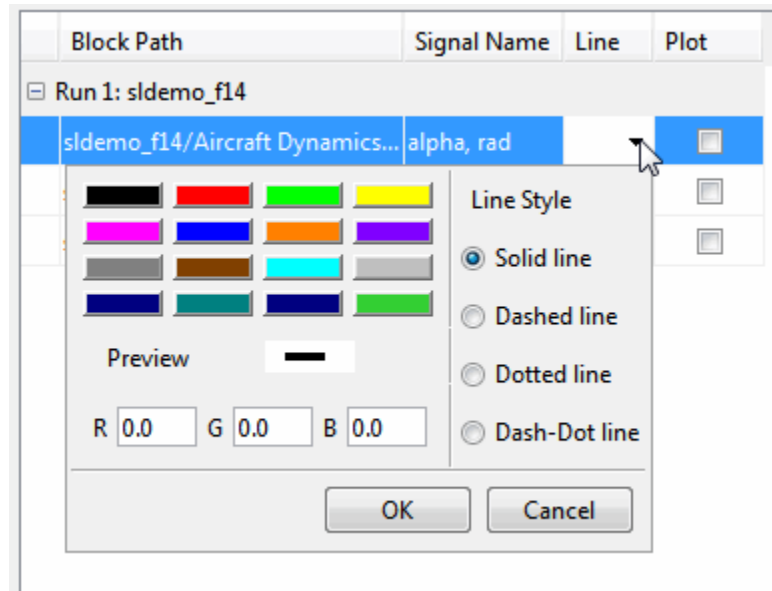 Block Path Signal Name Line Plot
Run 1: sldemo_f14
sldemo_f14/Aircraft Dynamics... alpha, rad
Line Style
Solid line
Dashed line
Dotted line
Dash-Dot line
Preview
R 0.0 G 0.0 B 0.0
OK Cancel